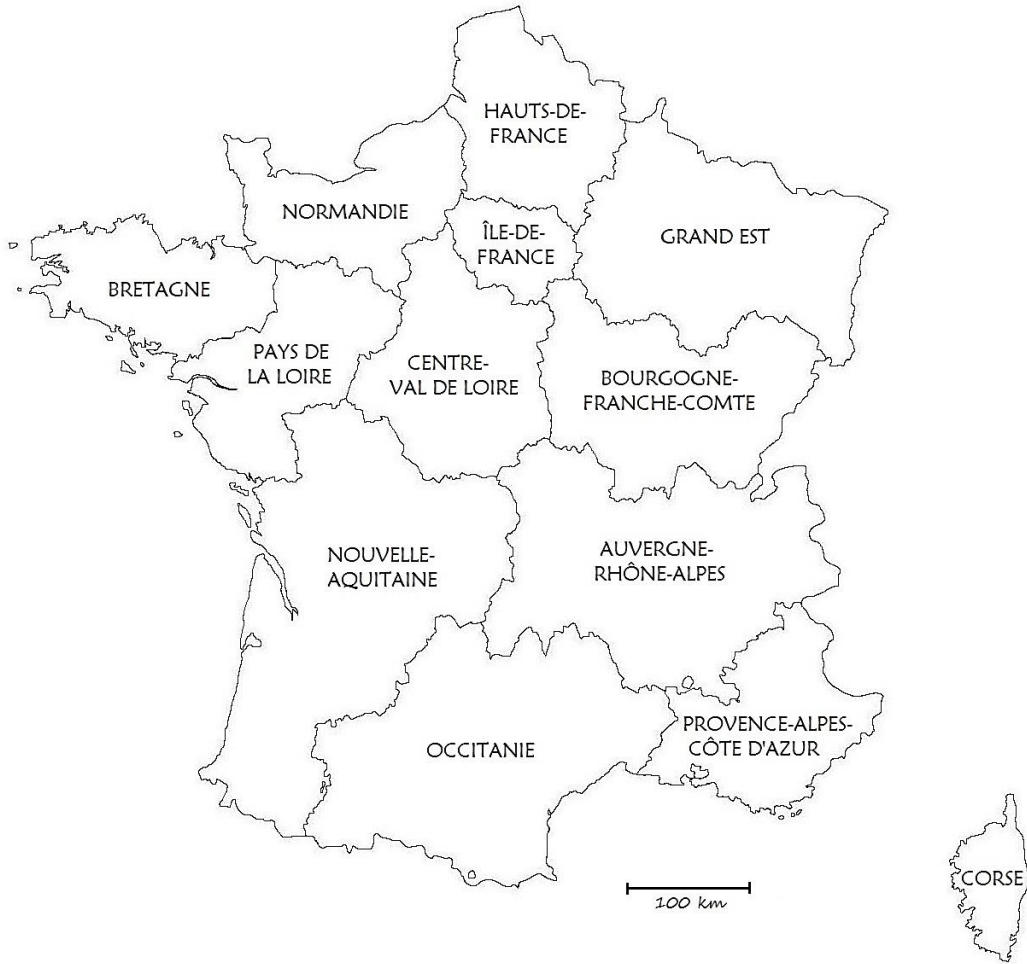 HAUTS-DE-
FRANCE
NORMANDIE
ÎLE-DE-
FRANCE
GRAND EST
BRETAGNE
PAYS DE
LA LOIRE
CENTRE-
VAL DE LOIRE
BOURGOGNE-
FRANCHE-COMTE
NOUVELLE-
AQUITAINE
AUVERGNE-
RHÔNE-ALPES
OCCITANIE
PROVENCE-ALPES-
CÔTE D'AZUR
CORSE
100 km